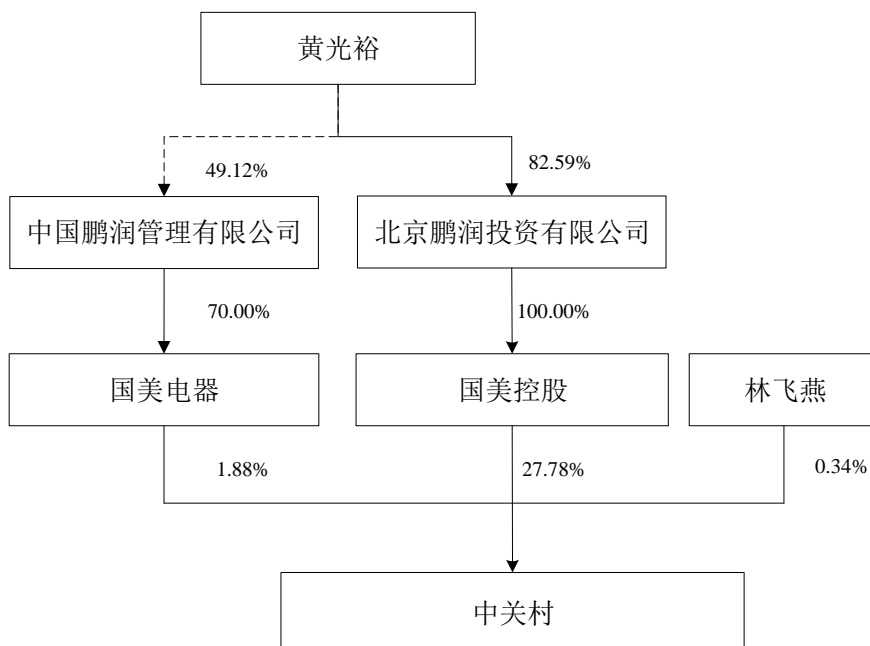 黄光裕
49.12%
82.59%
中国鹏润管理有限公司
北京鹏润投资有限公司
70.00%
100.00%
国美电器
国美控股
林飞燕
1.88%
27.78%
0.34%
中关村